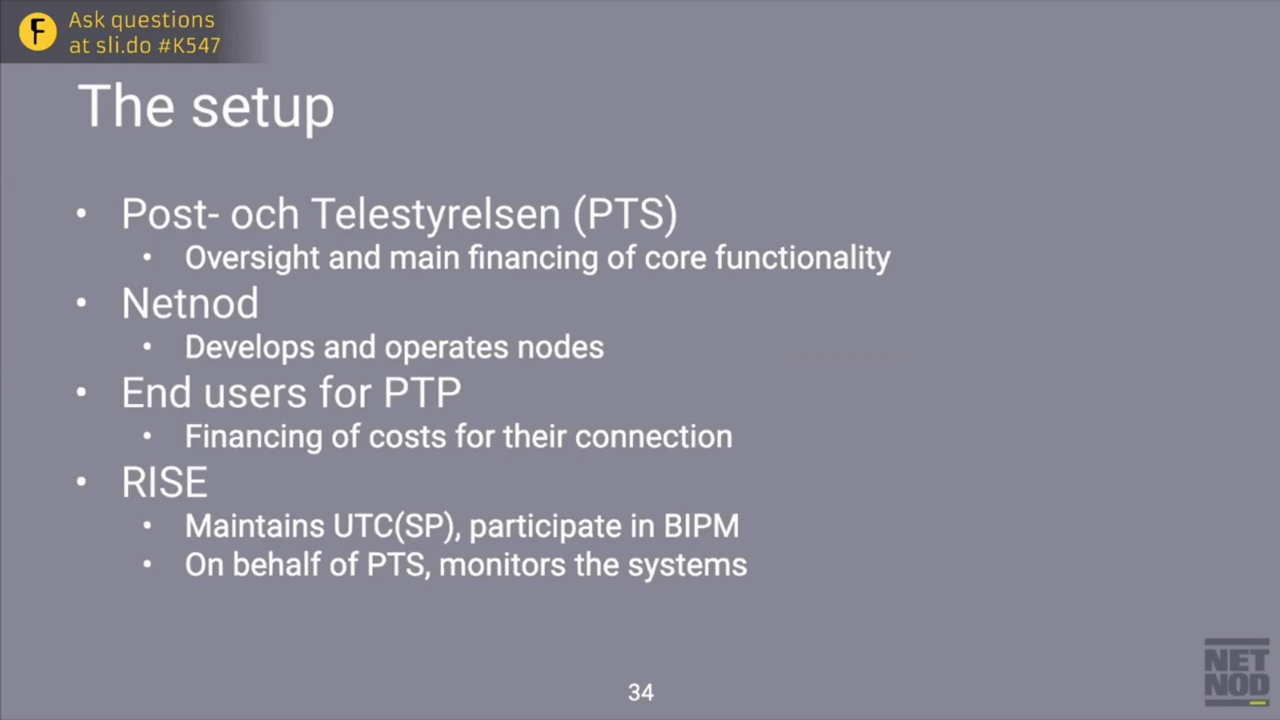 Ask questions
at sli.do #K547
The setup
• Post- och Telestyrelsen (PTS)
• Oversight and main financing of core functionality
• Netnod
• Develops and operates nodes
• End users for PTP
• Financing of costs for their connection
• RISE
• Maintains UTC(SP), participate in BIPM
• On behalf of PTS, monitors the systems
34
NET
NOD